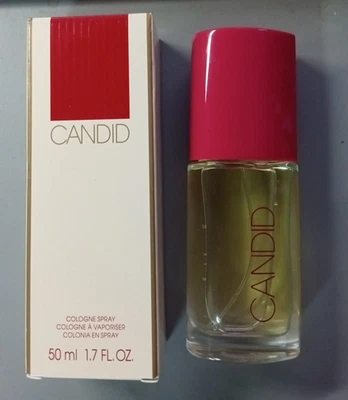 CANDID
COLOGNE SPRAY
COLOGNE À VAPORISER
COLONIA EN SPRAY
50 ml 1.7 FL.OZ.
CANDID